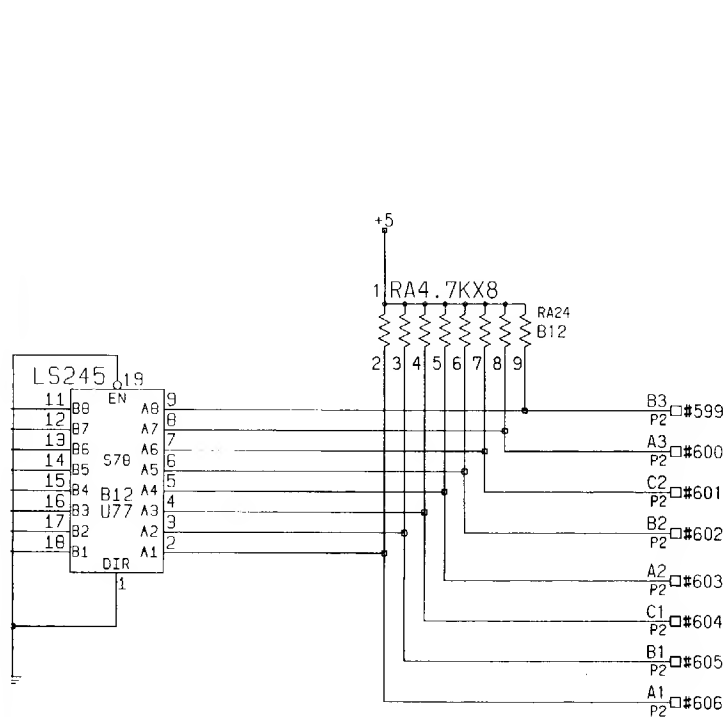 +5
1 RA4.7KX8
RA24
B12
2 3 4 5 6 7 8 9
LS245 19
EN
11 B8 A8 9
12 B7 A7 8
13 B6 A6 7
14 B5 A5 6
15 B4 A4 5
16 B3 A3 4
17 B2 A2 3
18 B1 A1 2
S78
B12
U77
DIR
1
B3
P2 #599
A3
P2 #600
C2
P2 #601
B2
P2 #602
A2
P2 #603
C1
P2 #604
B1
P2 #605
A1
P2 #606